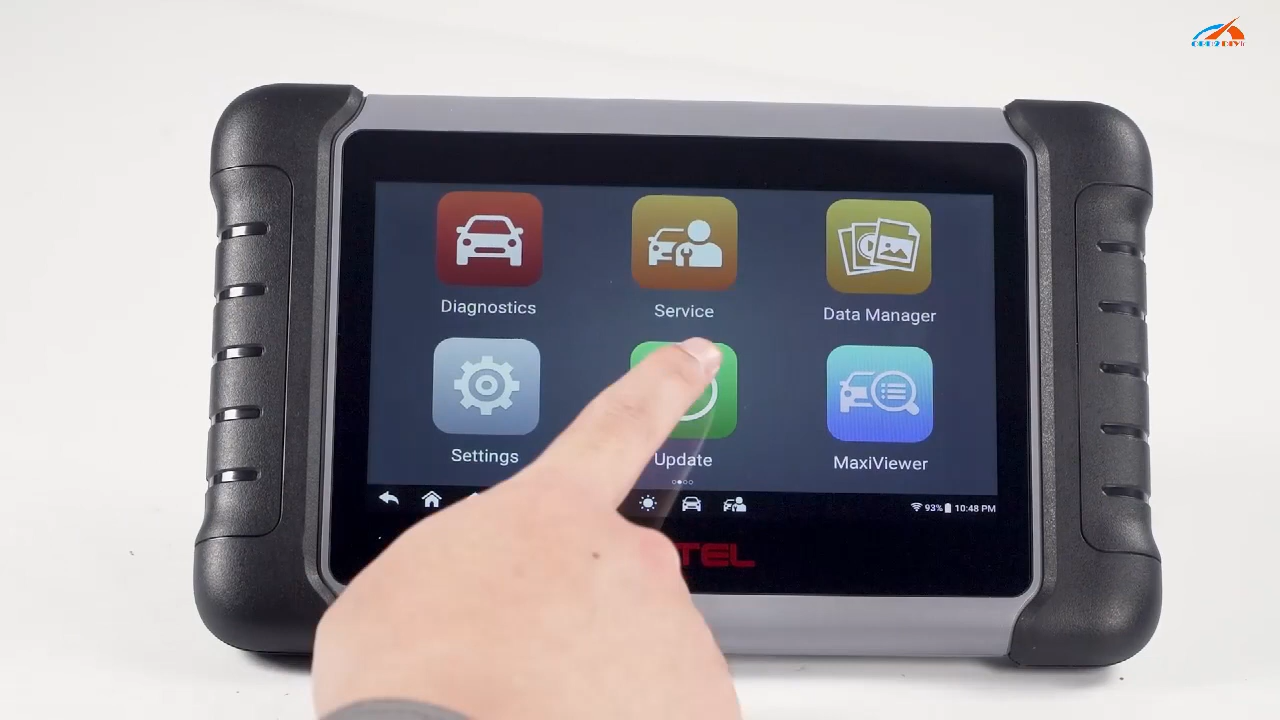 Diagnostics
Service
Data Manager
Settings
Update
MaxiViewer
93%
10:48 PM
TEL